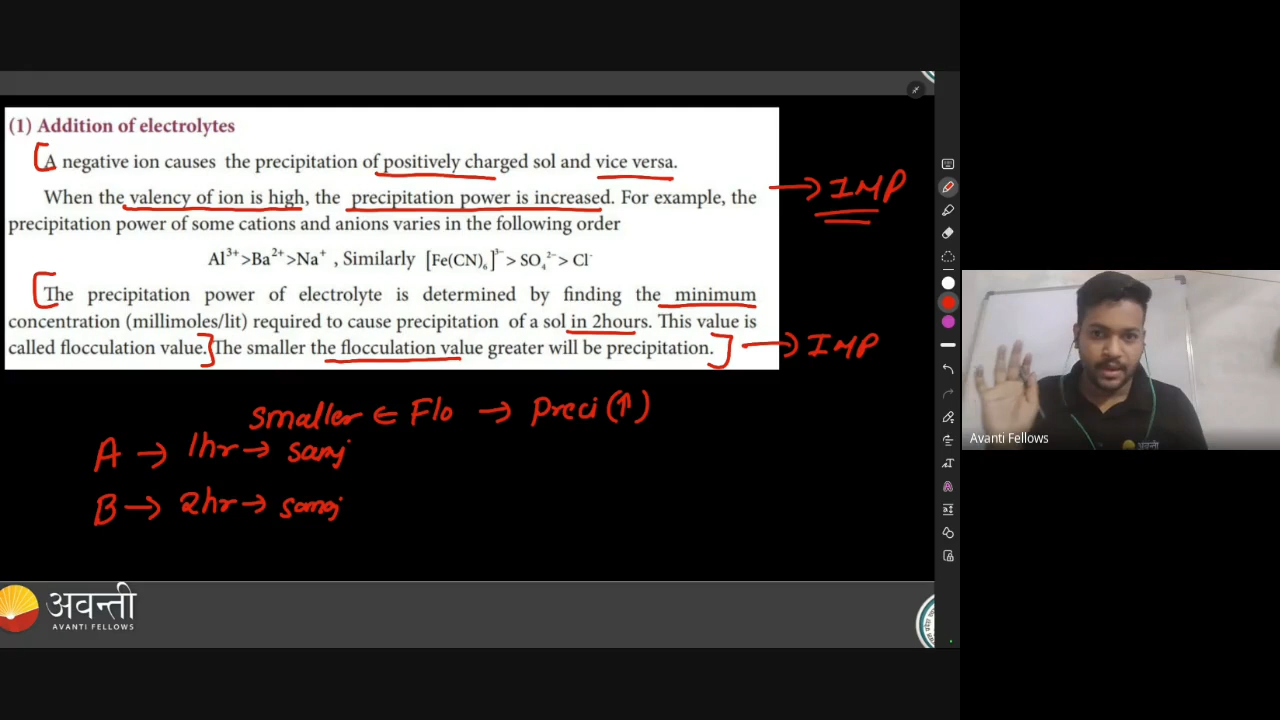 (1) Addition of electrolytes
A negative ion causes the precipitation of positively charged sol and vice versa.
When the valency of ion is high, the precipitation power is increased. For example, the
precipitation power of some cations and anions varies in the following order
Al³⁺>Ba²⁺>Na⁺ , Similarly [Fe(CN)₆]³⁻ > SO₄²⁻ > Cl⁻
The precipitation power of electrolyte is determined by finding the minimum
concentration (millimoles/lit) required to cause precipitation of a sol in 2hours. This value is
called flocculation value. The smaller the flocculation value greater will be precipitation.
→ IMP
→ IMP
smaller ∈ Flo → Preci (↑)
A → 1hr →
B → 2hr →
Avanti Fellows
अवन्ती
AVANTI FELLOWS